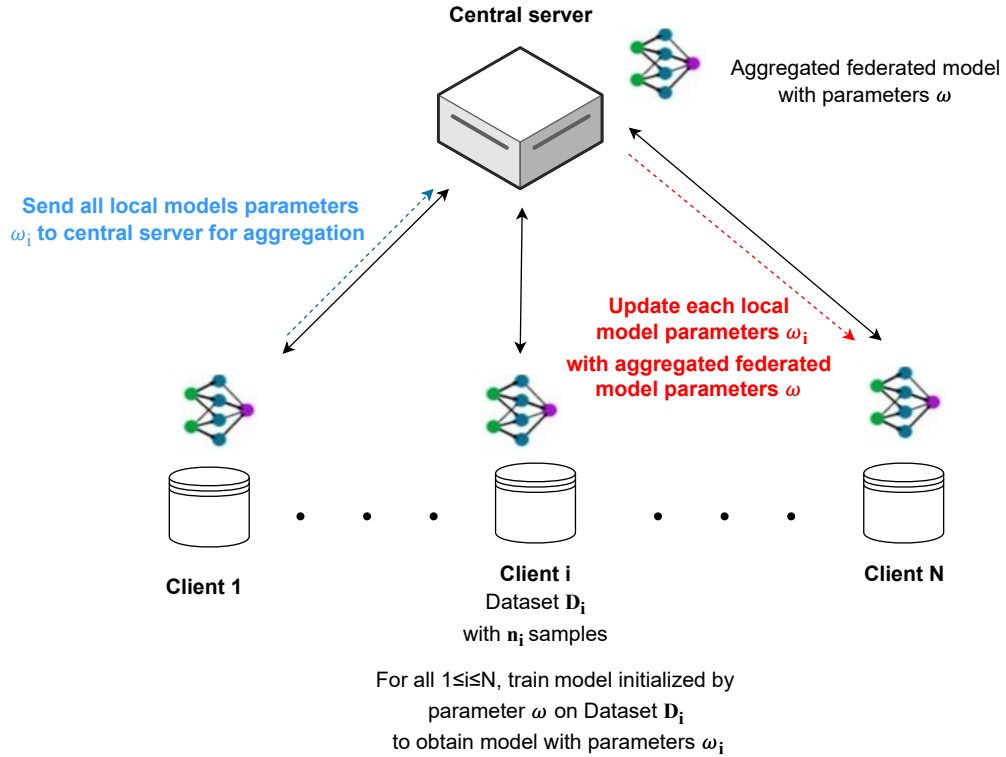 Central server
Aggregated federated model
with parameters ω
Send all local models parameters
ωi to central server for aggregation
Update each local
model parameters ωi
with aggregated federated
model parameters ω
Client 1
Client i
Client N
Dataset Di
with ni samples
For all 1≤i≤N, train model initialized by
parameter ω on Dataset Di
to obtain model with parameters ωi